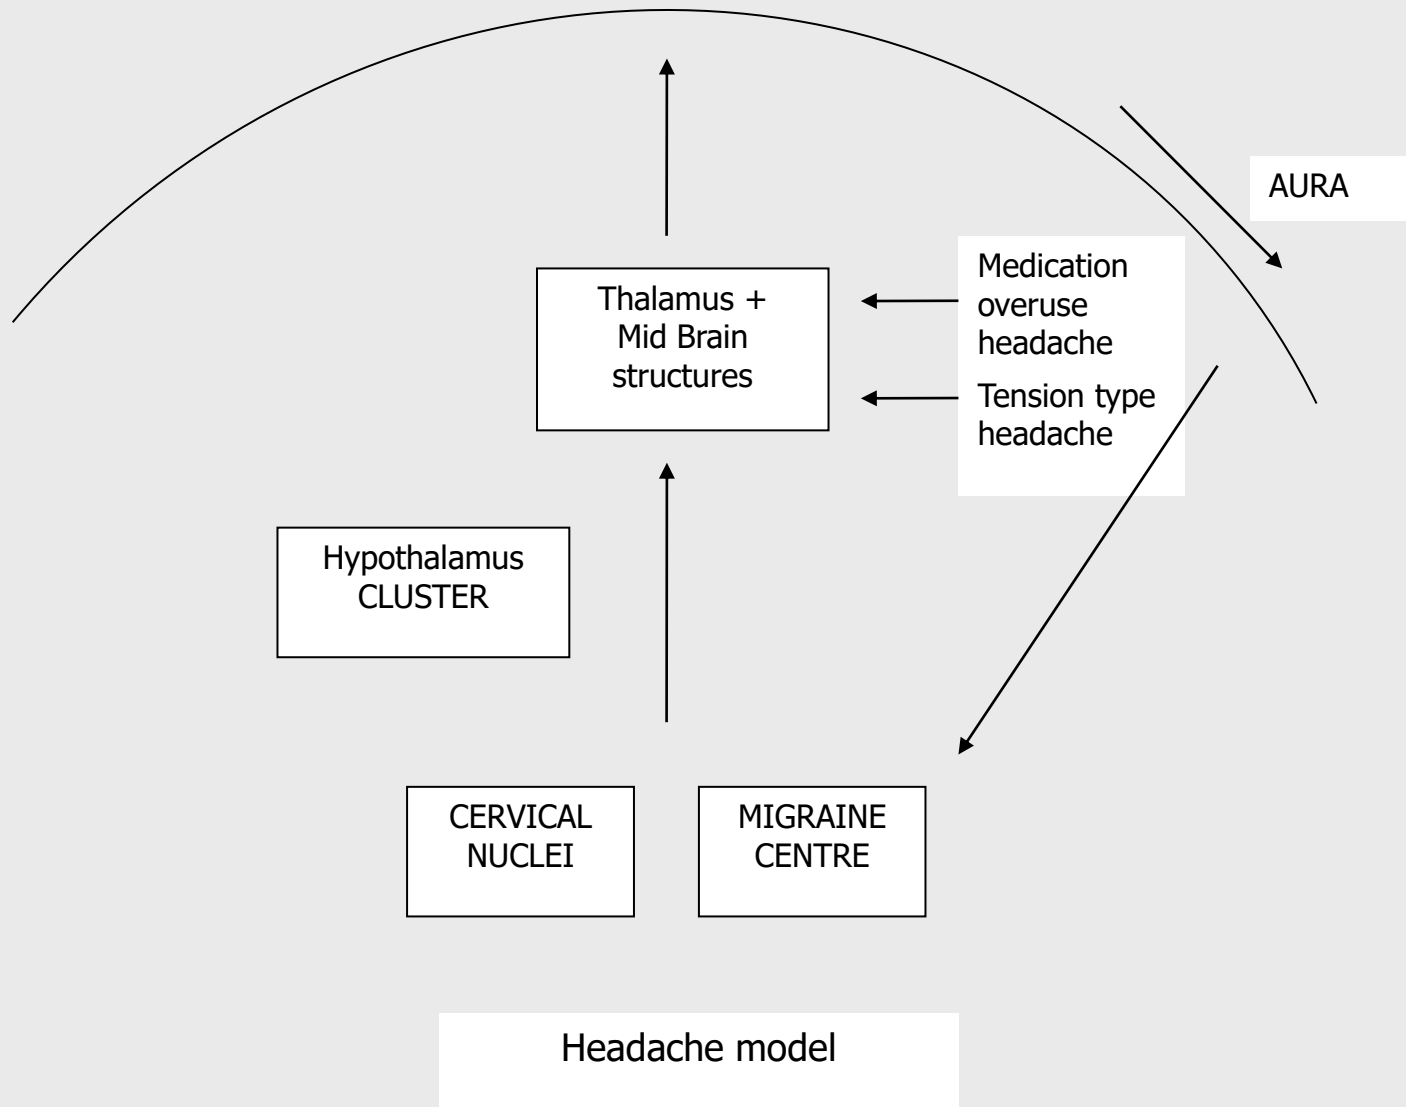 AURA
Medication
overuse
headache
Thalamus +
Mid Brain
structures
Tension type
headache
Hypothalamus
CLUSTER
CERVICAL
NUCLEI
MIGRAINE
CENTRE
Headache model